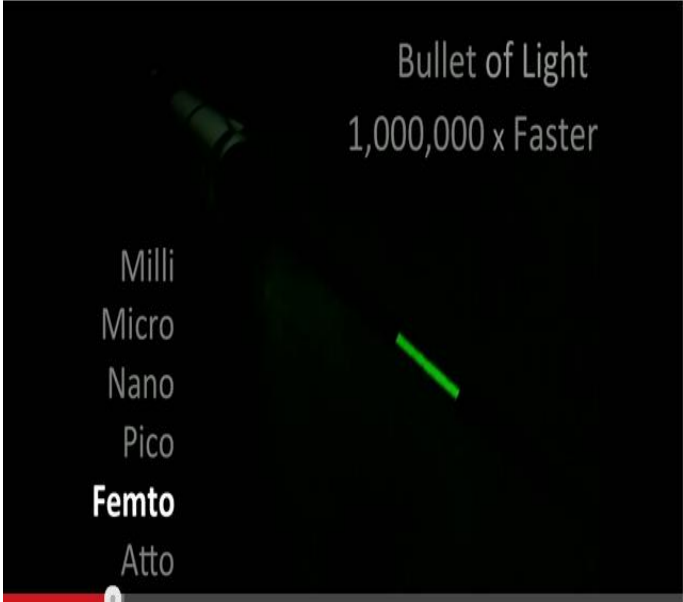 Bullet of Light
1,000,000 x Faster
Milli
Micro
Nano
Pico
Femto
Atto